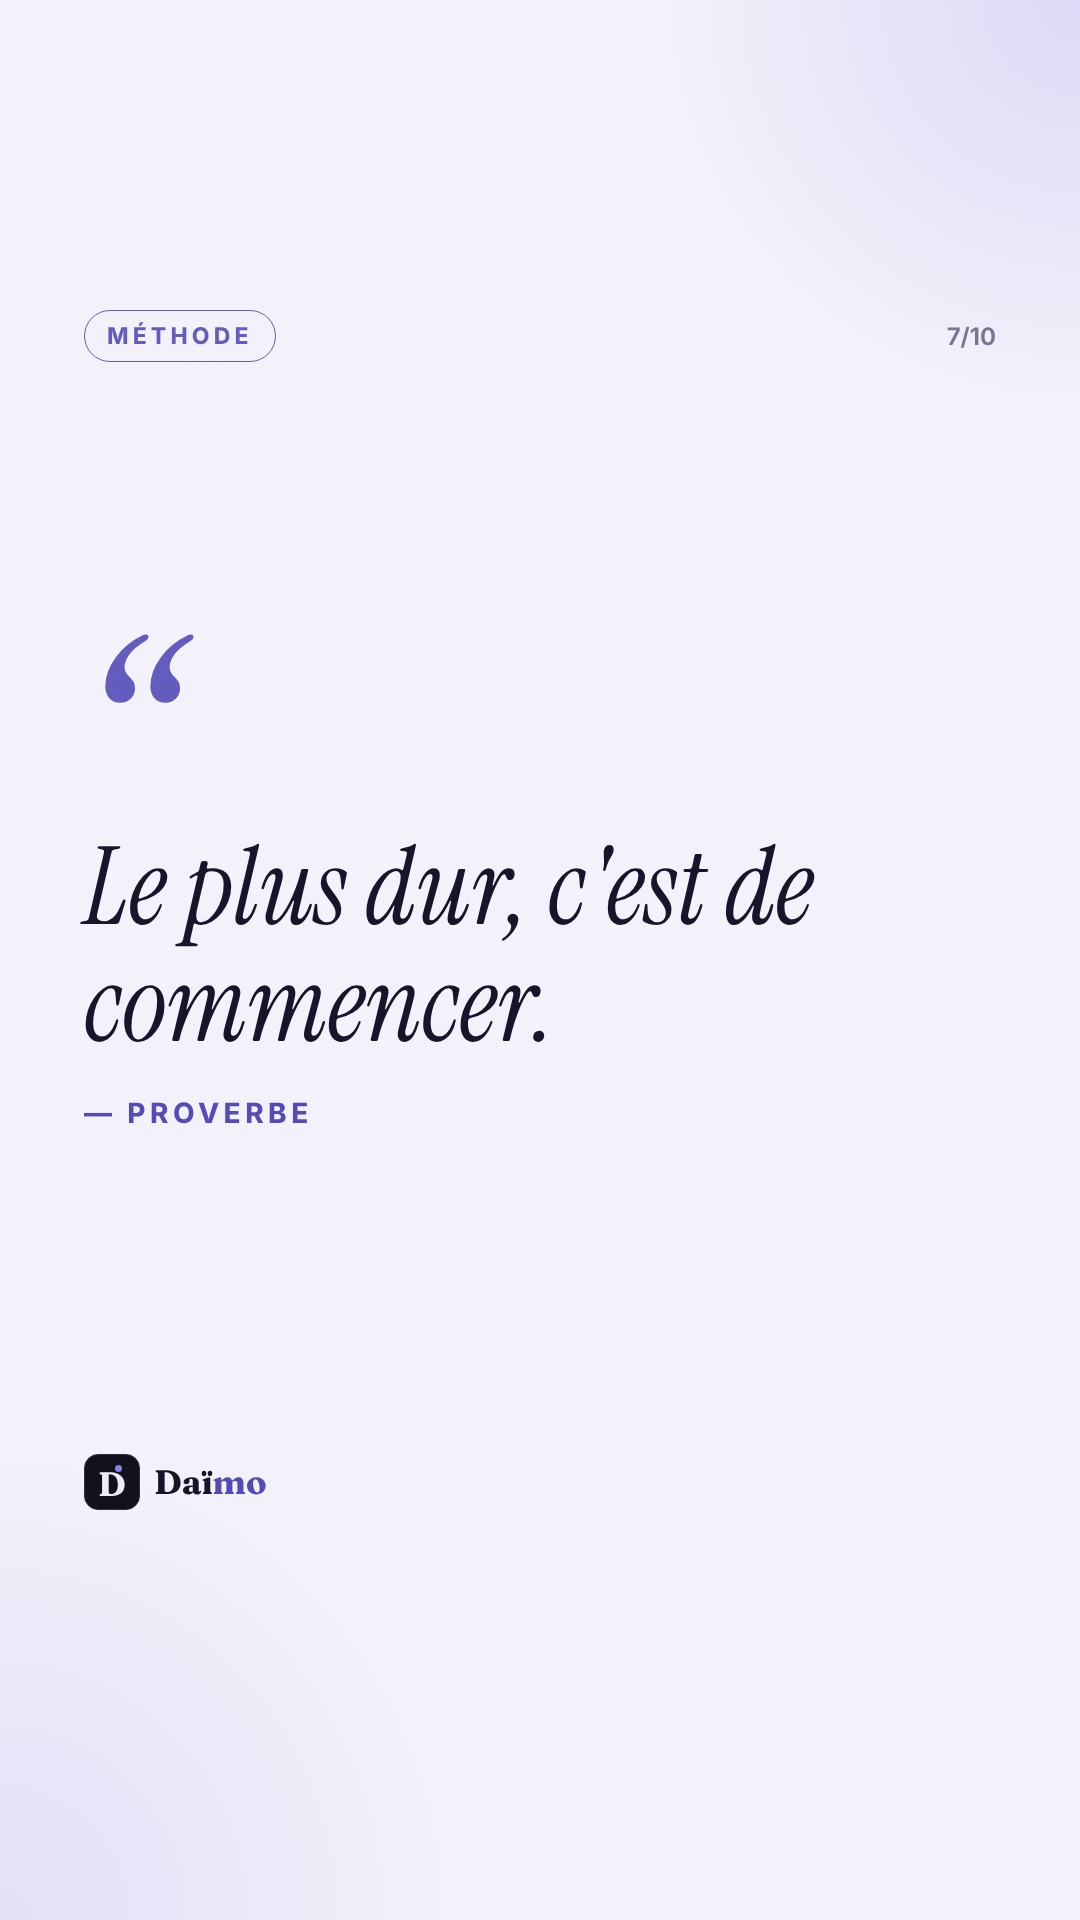 MÉTHODE
7/10
“
Le plus dur, c'est de
commencer.
— PROVERBE
D Daïmo